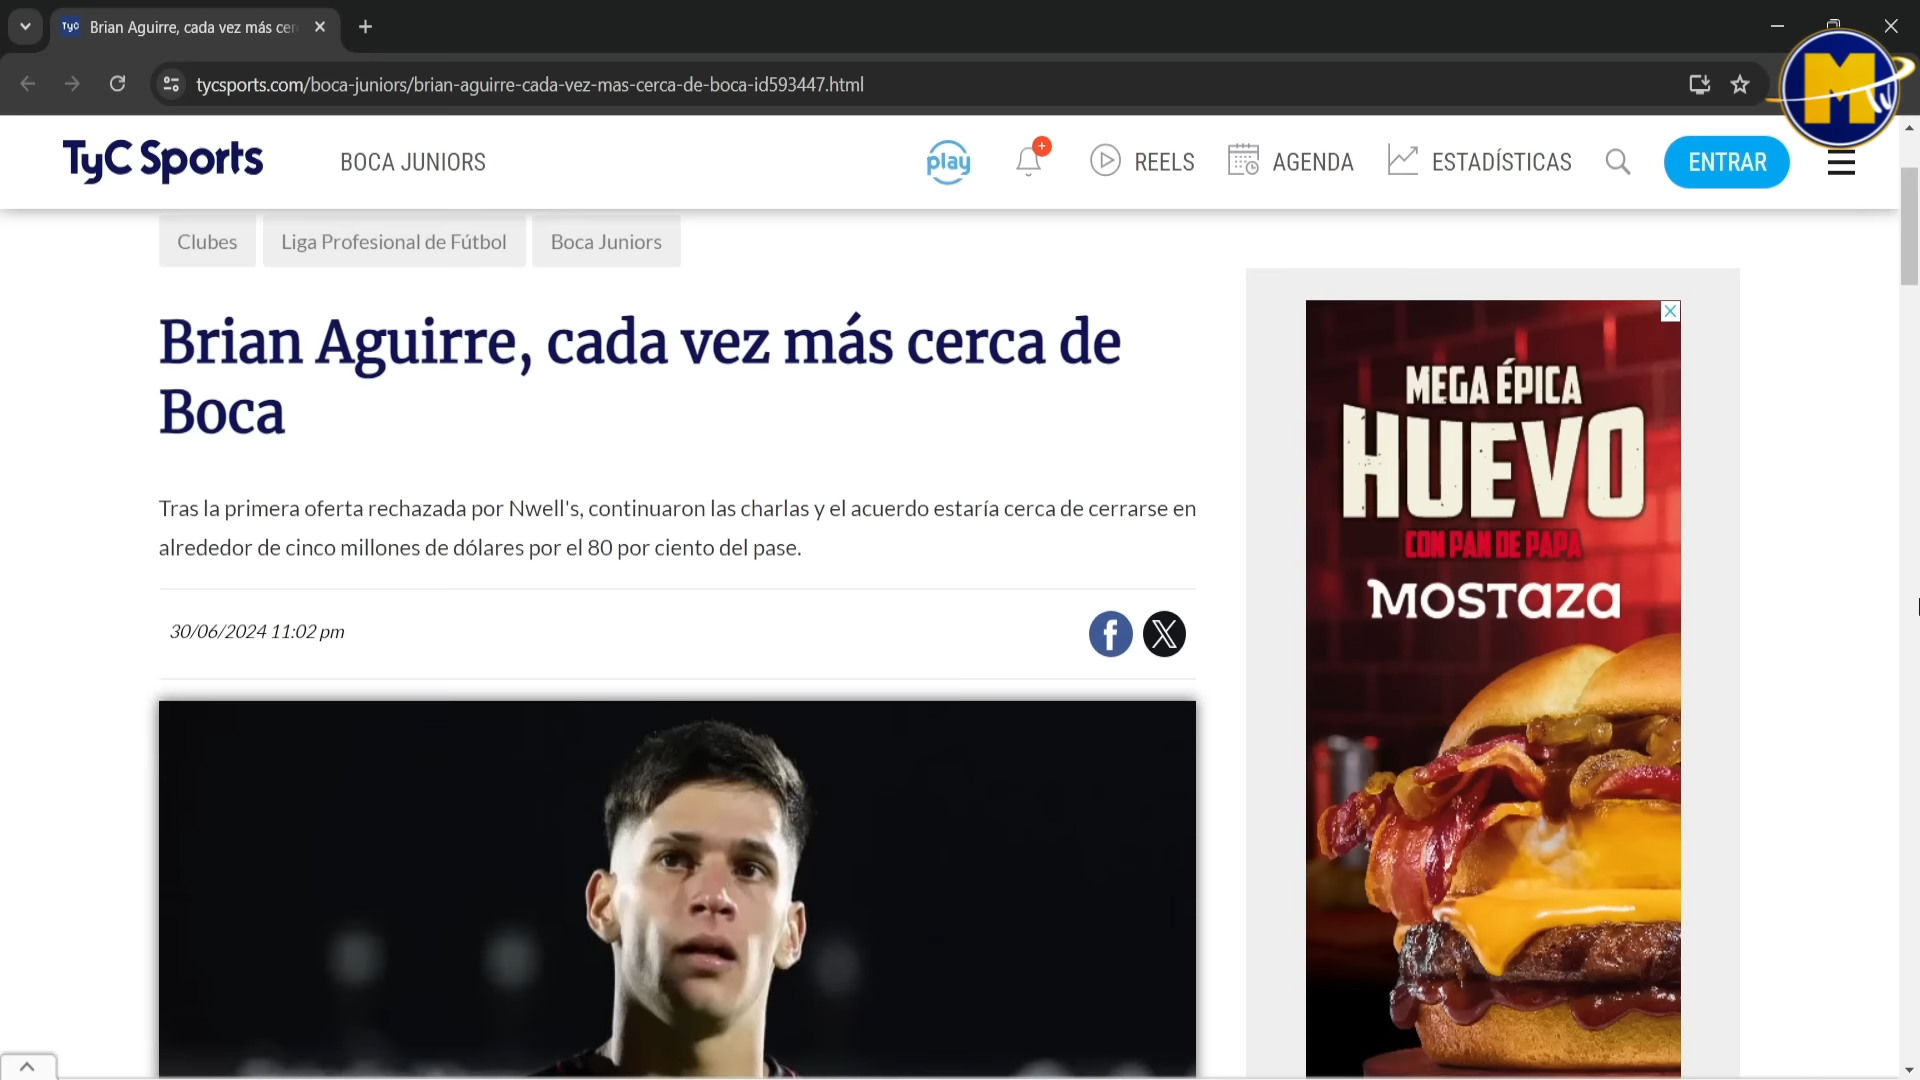 TyC
Brian Aguirre, cada vez más cer
tycsports.com/boca-juniors/brian-aguirre-cada-vez-mas-cerca-de-boca-id593447.html
M
tv
TyC Sports
BOCA JUNIORS
play
REELS
AGENDA
ESTADÍSTICAS
ENTRAR
Clubes
Liga Profesional de Fútbol
Boca Juniors
Brian Aguirre, cada vez más cerca de
Boca
Tras la primera oferta rechazada por Nwell's, continuaron las charlas y el acuerdo estaría cerca de cerrarse en
alrededor de cinco millones de dólares por el 80 por ciento del pase.
30/06/2024 11:02 pm
MEGA ÉPICA
HUEVO
CON PAN DE PAPA
MOSTAZA